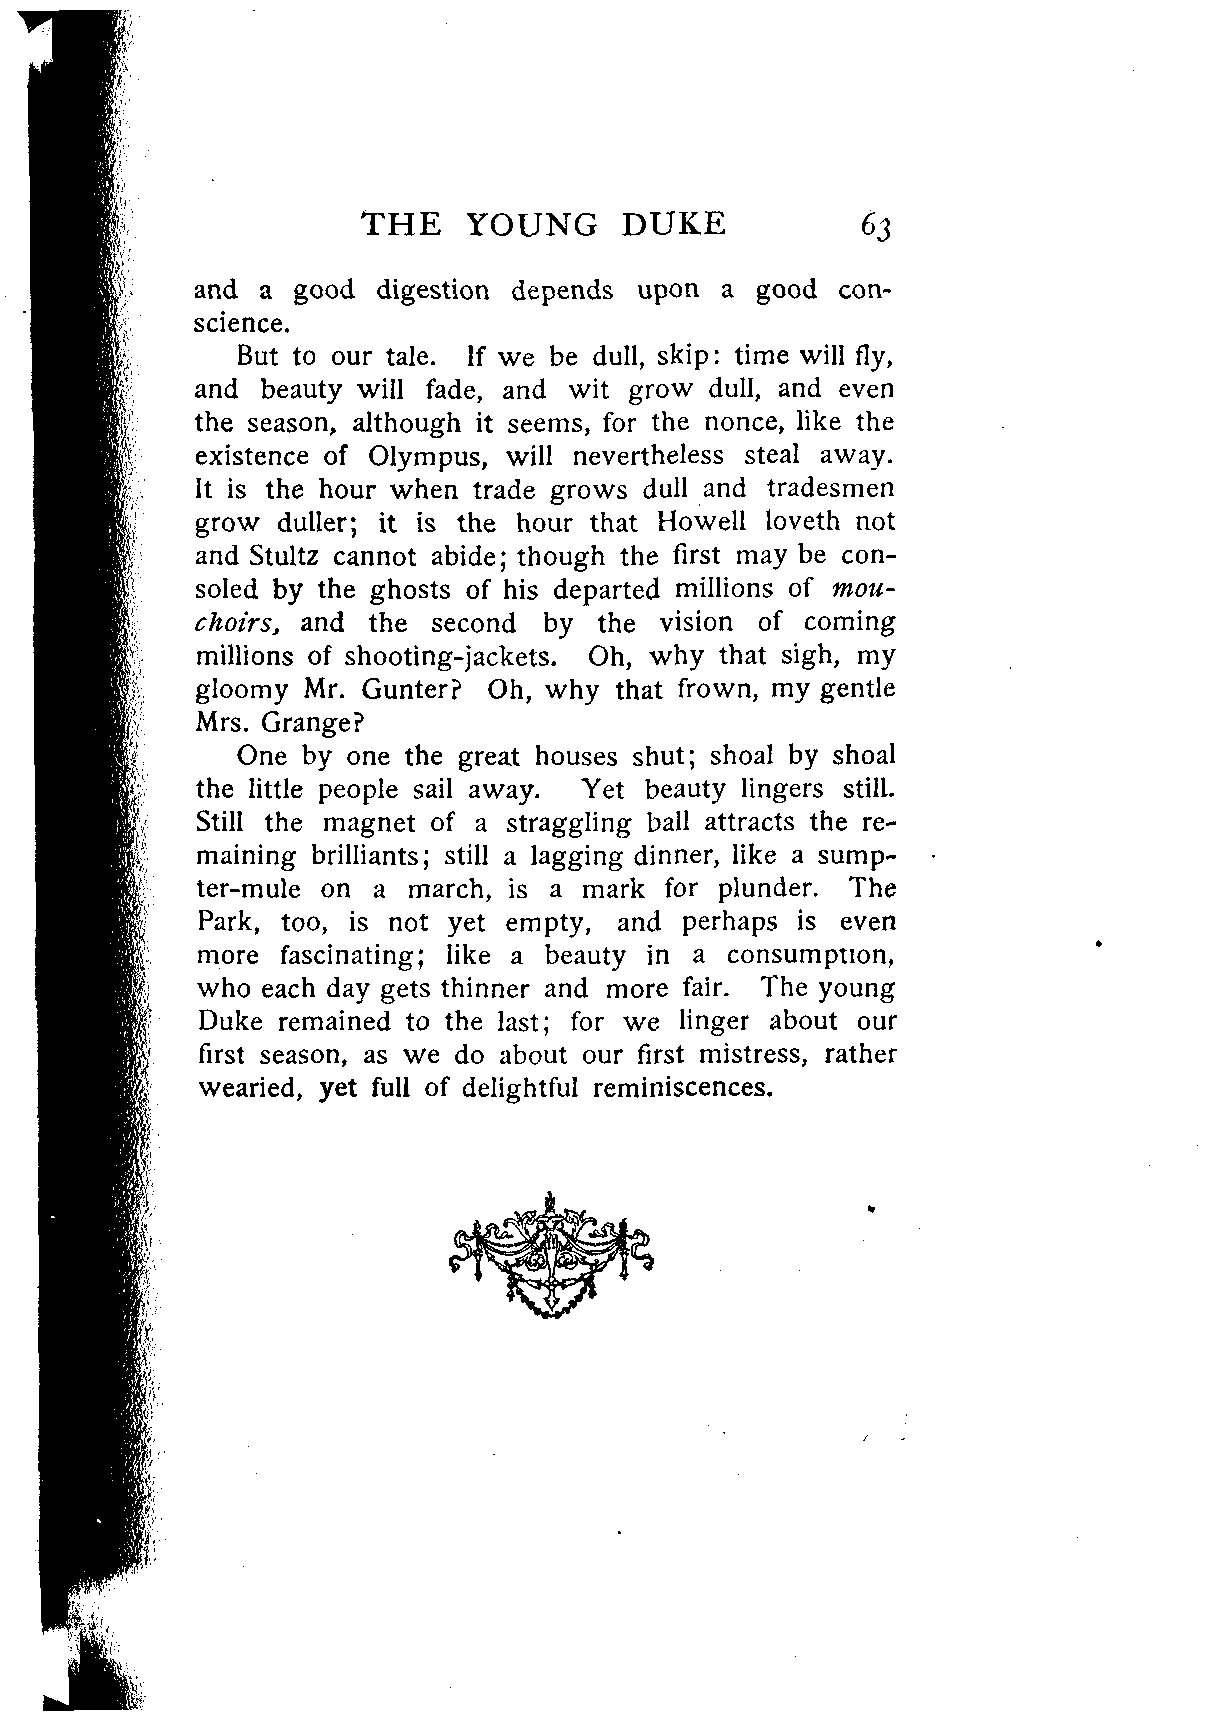 THE YOUNG DUKE 63
and a good digestion depends upon a good con-
science.
But to our tale. If we be dull, skip: time will fly,
and beauty will fade, and wit grow dull, and even
the season, although it seems, for the nonce, like the
existence of Olympus, will nevertheless steal away.
It is the hour when trade grows dull and tradesmen
grow duller; it is the hour that Howell loveth not
and Stultz cannot abide; though the first may be con-
soled by the ghosts of his departed millions of mou-
choirs, and the second by the vision of coming
millions of shooting-jackets. Oh, why that sigh, my
gloomy Mr. Gunter? Oh, why that frown, my gentle
Mrs. Grange?
One by one the great houses shut; shoal by shoal
the little people sail away. Yet beauty lingers still.
Still the magnet of a straggling ball attracts the re-
maining brilliants; still a lagging dinner, like a sump-
ter-mule on a march, is a mark for plunder. The
Park, too, is not yet empty, and perhaps is even
more fascinating; like a beauty in a consumption,
who each day gets thinner and more fair. The young
Duke remained to the last; for we linger about our
first season, as we do about our first mistress, rather
wearied, yet full of delightful reminiscences.